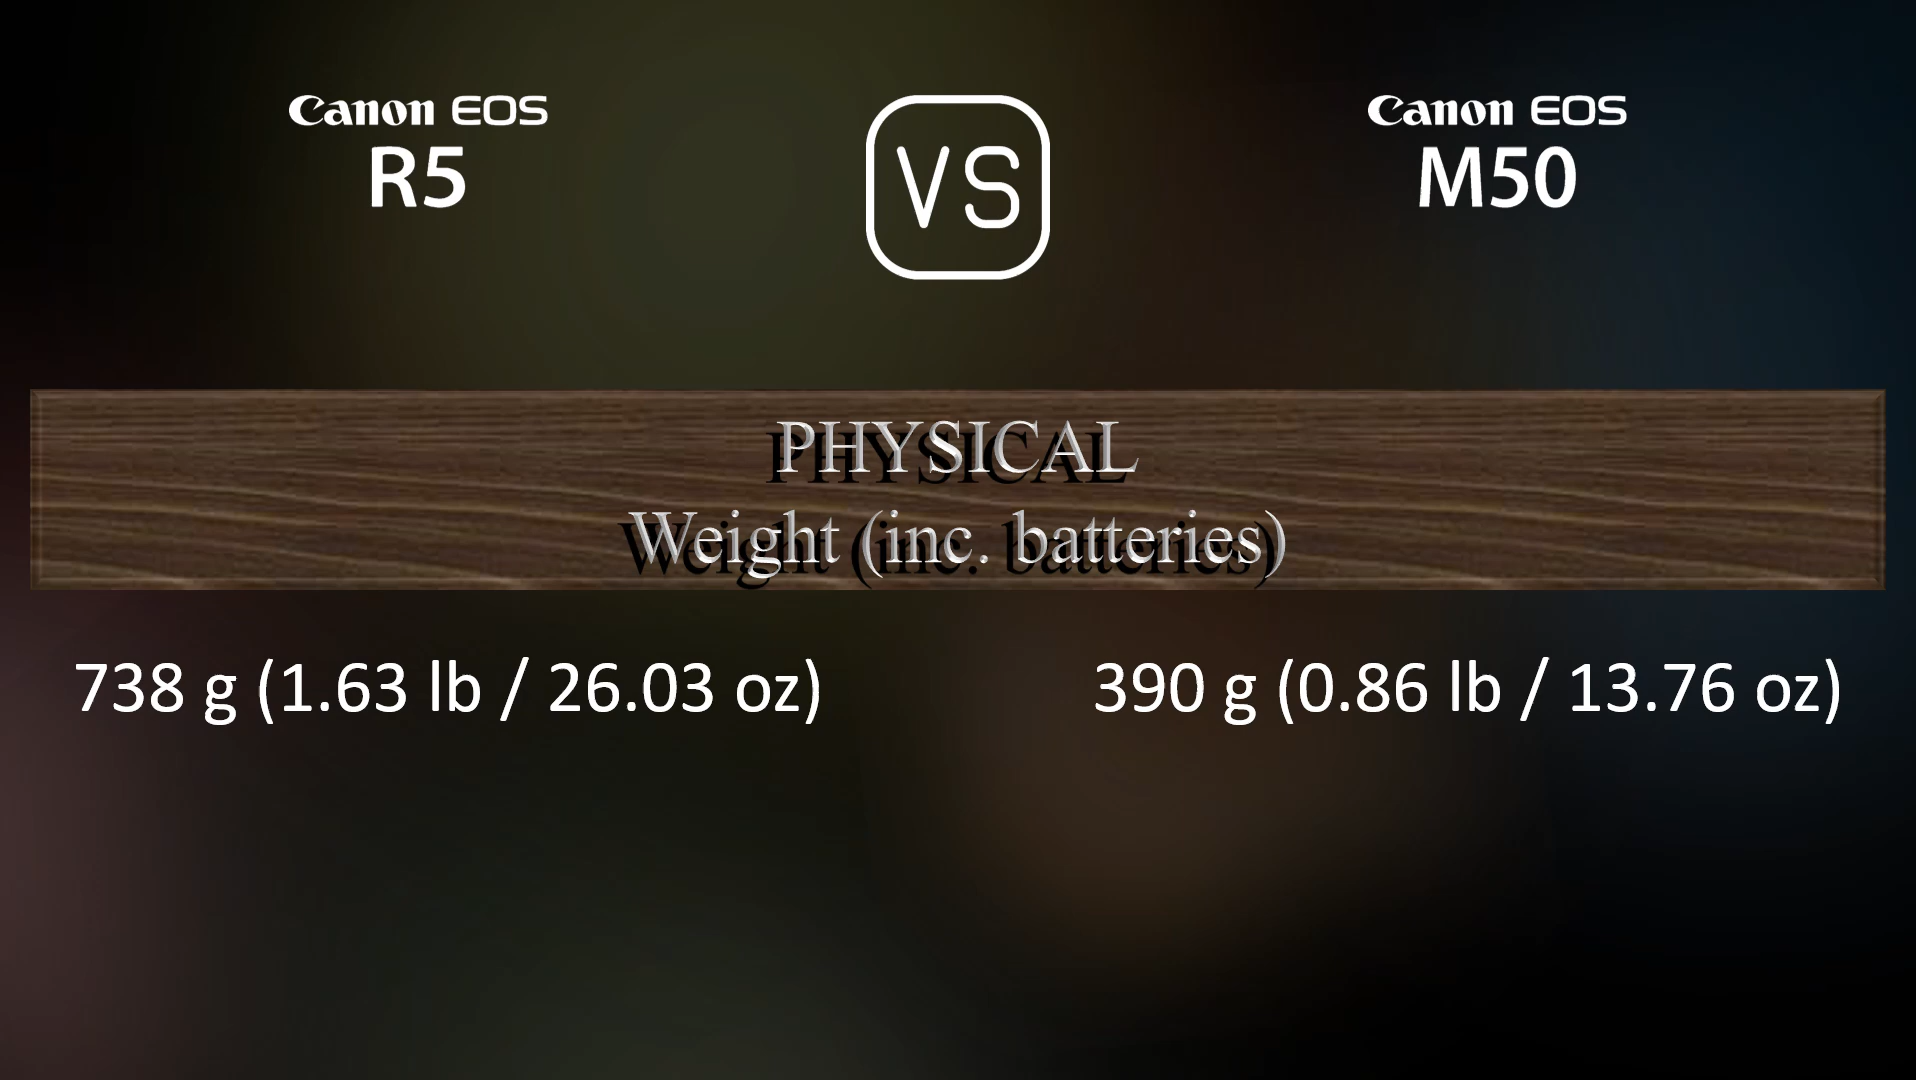 Canon EOS
R5
VS
Canon EOS
M50
PHYSICAL
Weight (inc. batteries)
738 g (1.63 lb / 26.03 oz)
390 g (0.86 lb / 13.76 oz)